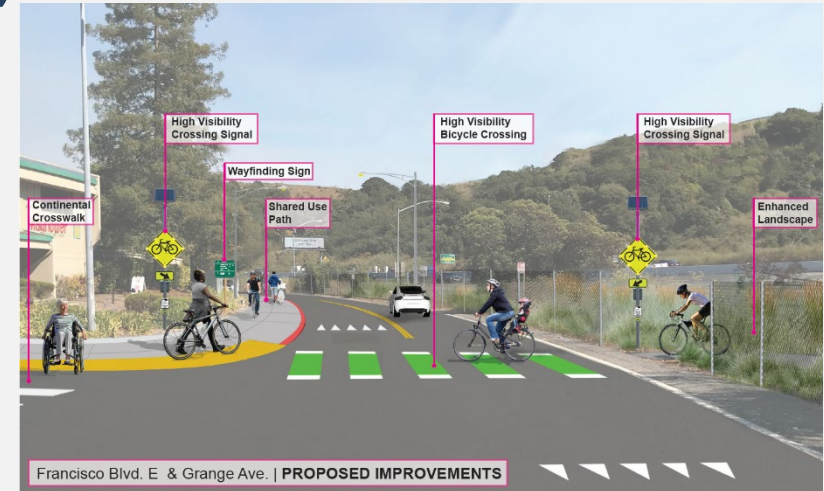 High Visibility
Crossing Signal
High Visibility
Bicycle Crossing
High Visibility
Crossing Signal
Wayfinding Sign
Continental
Crosswalk
Shared Use
Path
Enhanced
Landscape
Francisco Blvd. E & Grange Ave. | PROPOSED IMPROVEMENTS